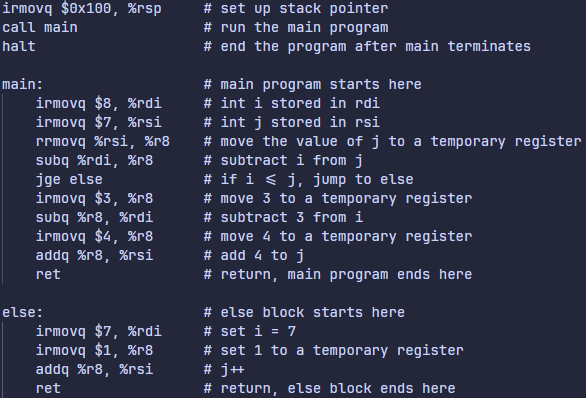 irmovq $0x100, %rsp     # set up stack pointer
call main               # run the main program
halt                    # end the program after main terminates

main:                   # main program starts here
    irmovq $8, %rdi     # int i stored in rdi
    irmovq $7, %rsi     # int j stored in rsi
    rrmovq %rsi, %r8    # move the value of j to a temporary register
    subq %rdi, %r8      # subtract i from j
    jge else            # if i <= j, jump to else
    irmovq $3, %r8      # move 3 to a temporary register
    subq %r8, %rdi      # subtract 3 from i
    irmovq $4, %r8      # move 4 to a temporary register
    addq %r8, %rsi      # add 4 to j
    ret                 # return, main program ends here

else:                   # else block starts here
    irmovq $7, %rdi     # set i = 7
    irmovq $1, %r8      # set 1 to a temporary register
    addq %r8, %rsi      # j++
    ret                 # return, else block ends here